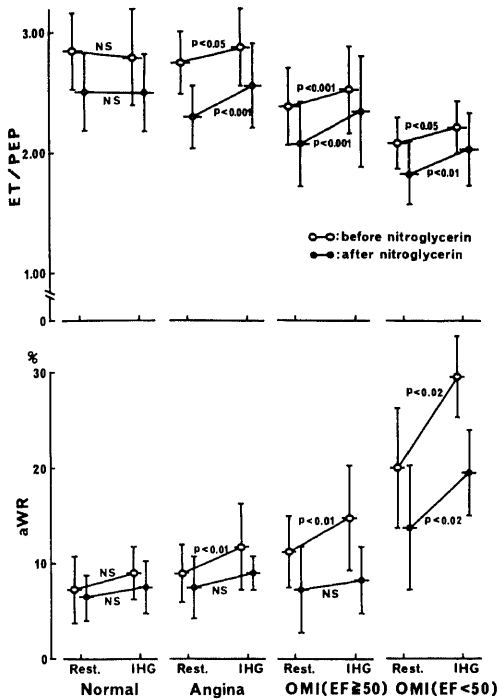 3.00
NS
NS
p<0.05
p<0.001
p<0.001
p<0.001
p<0.05
p<0.01
2.00
ET/PEP
:before nitroglycerin
:after nitroglycerin
1.00
0
%
30
p<0.02
20
p<0.02
aWR
p<0.01
p<0.01
10
NS
NS
NS
NS
0
Rest. IHG Rest. IHG Rest. IHG Rest. IHG
Normal Angina OMI(EF≧50) OMI(EF<50)